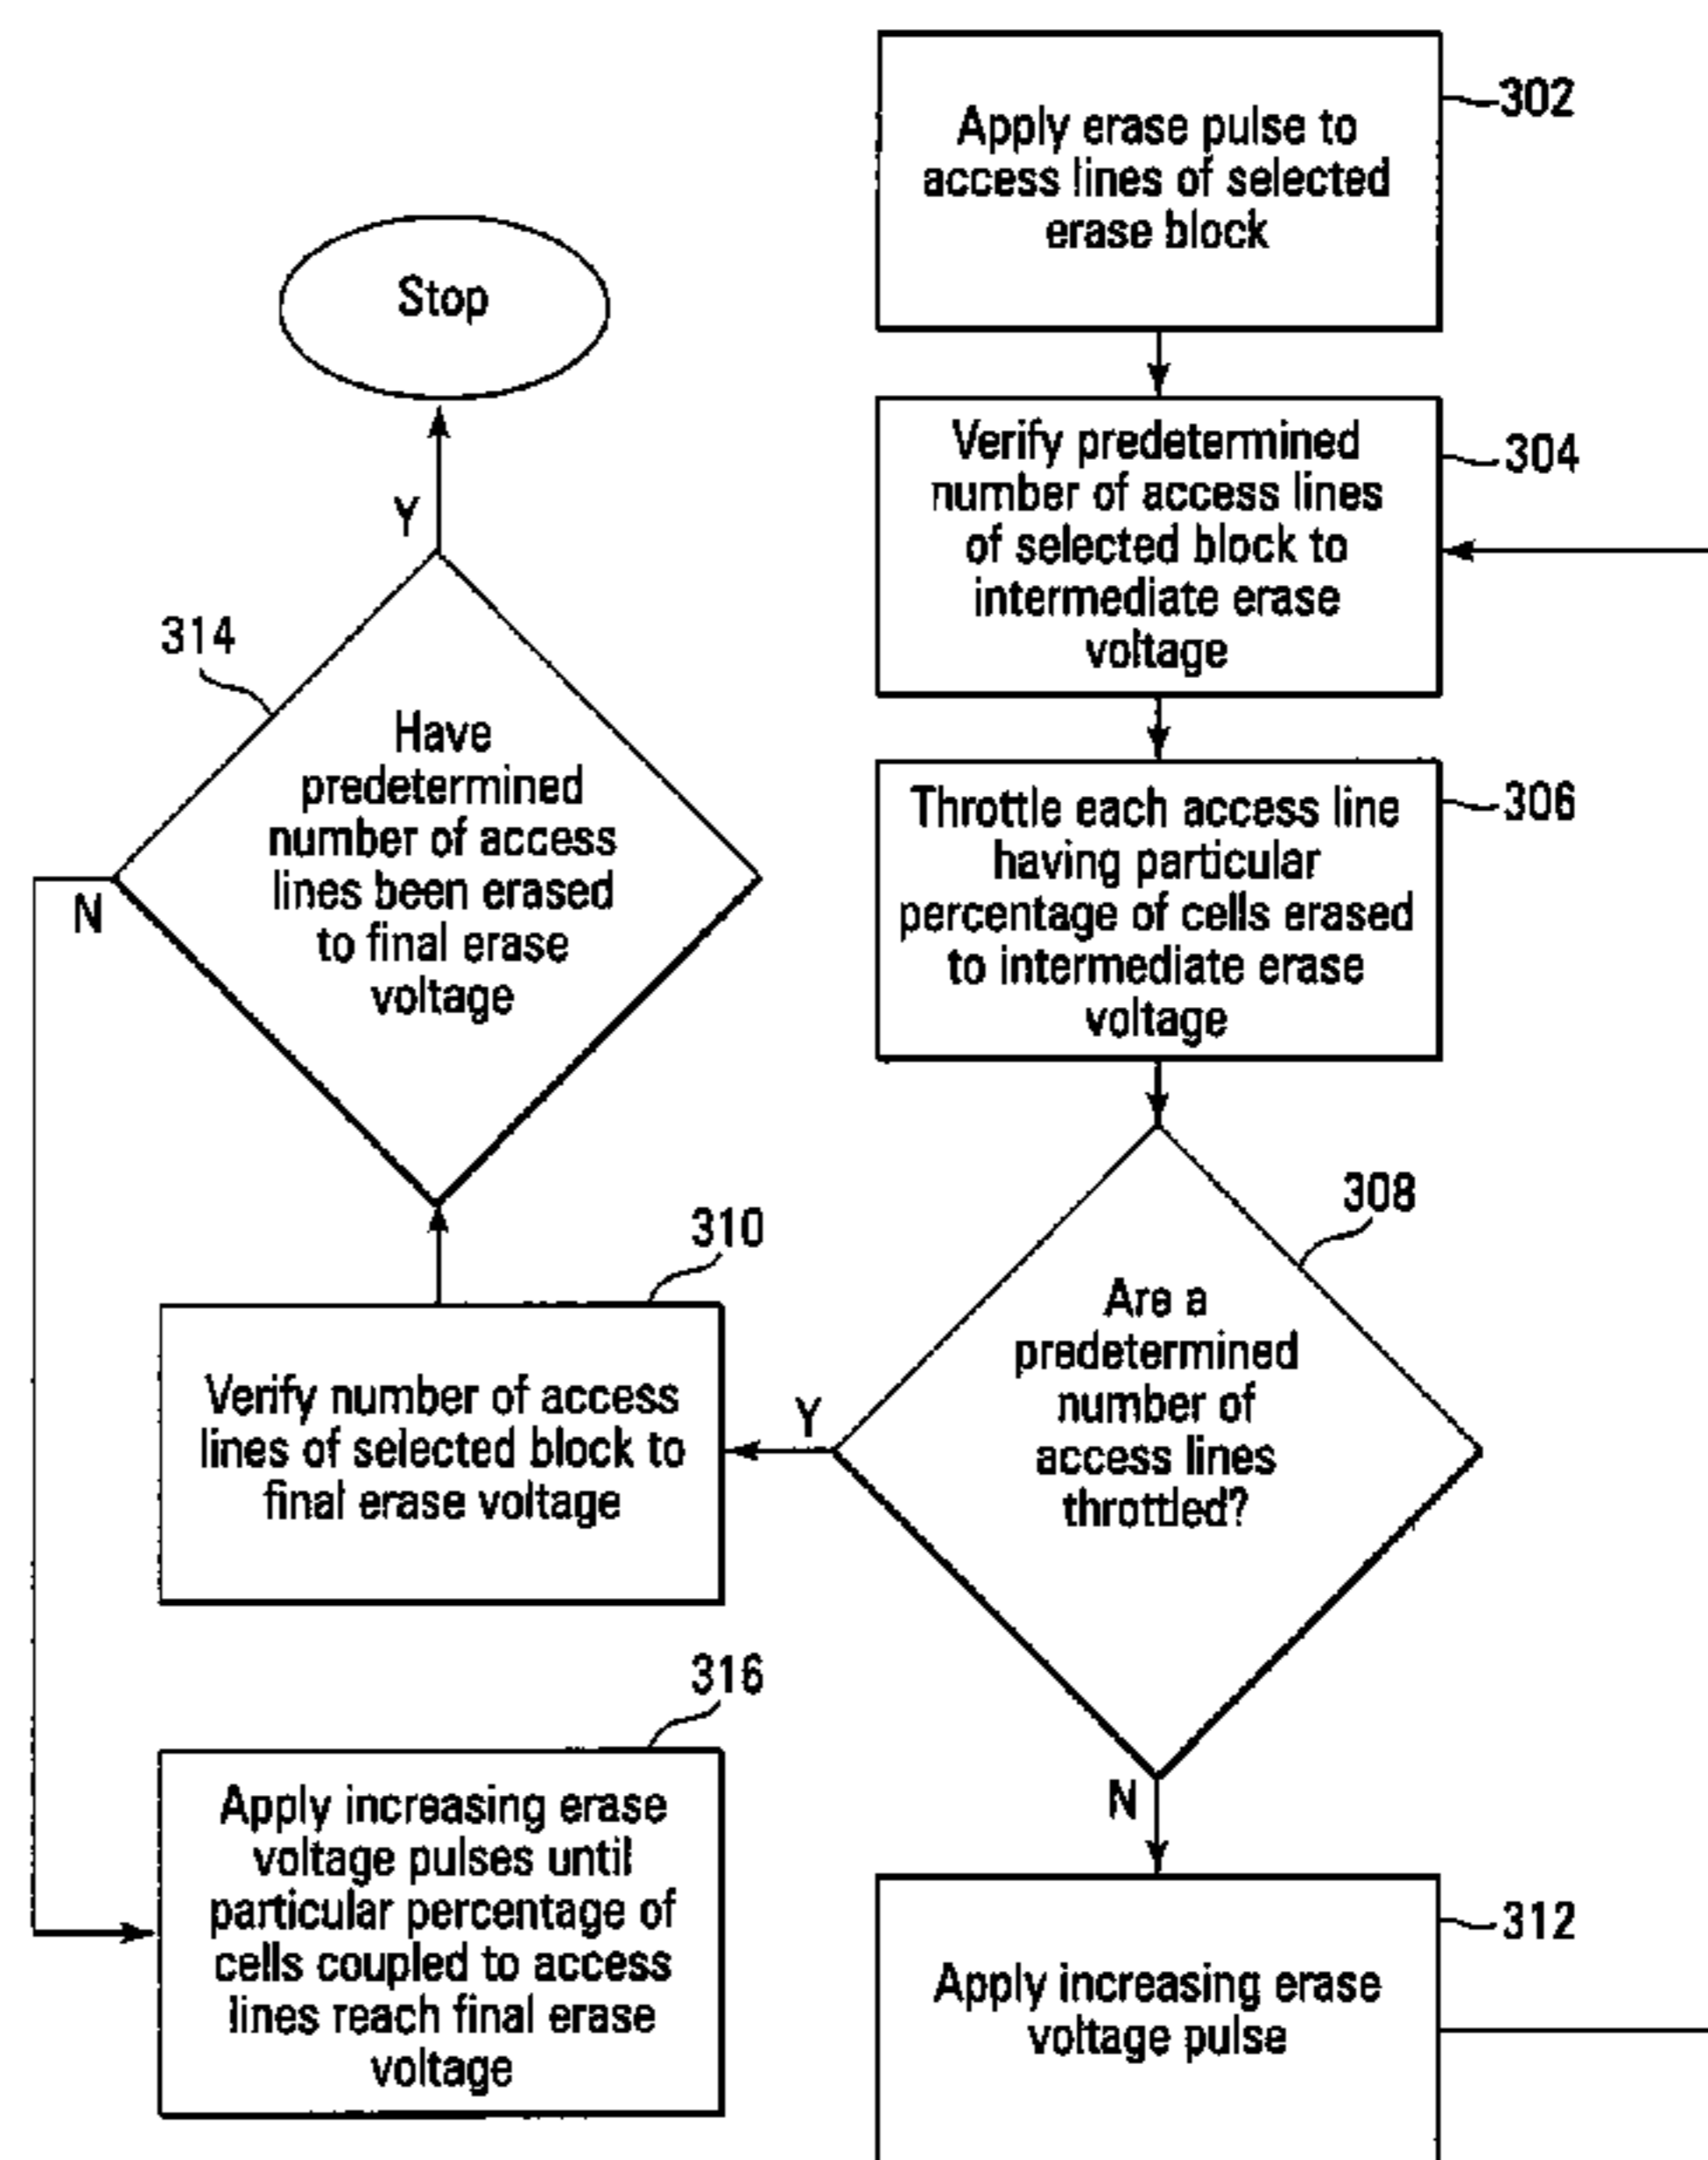 302
Apply erase pulse to
access lines of selected
erase block
Stop
304
Verify predetermined
number of access lines
of selected block to
intermediate erase
voltage
Y
314
Have
predetermined
number of access
lines been erased
to final erase
voltage
N
306
Throttle each access line
having particular
percentage of cells erased
to intermediate erase
voltage
308
Are a
predetermined
number of
access lines
throttled?
Y
310
Verify number of access
lines of selected block to
final erase voltage
316
Apply increasing erase
voltage pulses until
particular percentage of
cells coupled to access
lines reach final erase
voltage
N
312
Apply increasing erase
voltage pulse